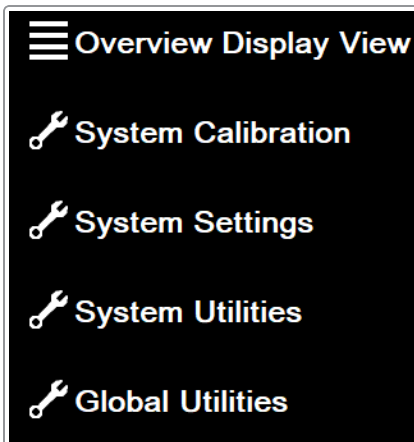 Overview Display View
System Calibration
System Settings
System Utilities
Global Utilities